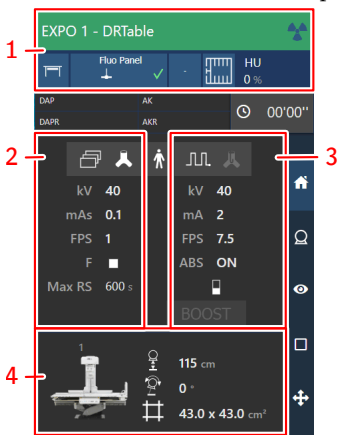 EXPO 1 - DRTable
1
Fluo Panel
-
HU
0 %
DAP
AK
DAPR
AKR
00'00''
2
3
kV 40
kV 40
mAs 0.1
mA 2
FPS 1
FPS 7.5
F
ABS ON
Max RS 600 s
BOOST
4
1
115 cm
0 °
43.0 x 43.0 cm²